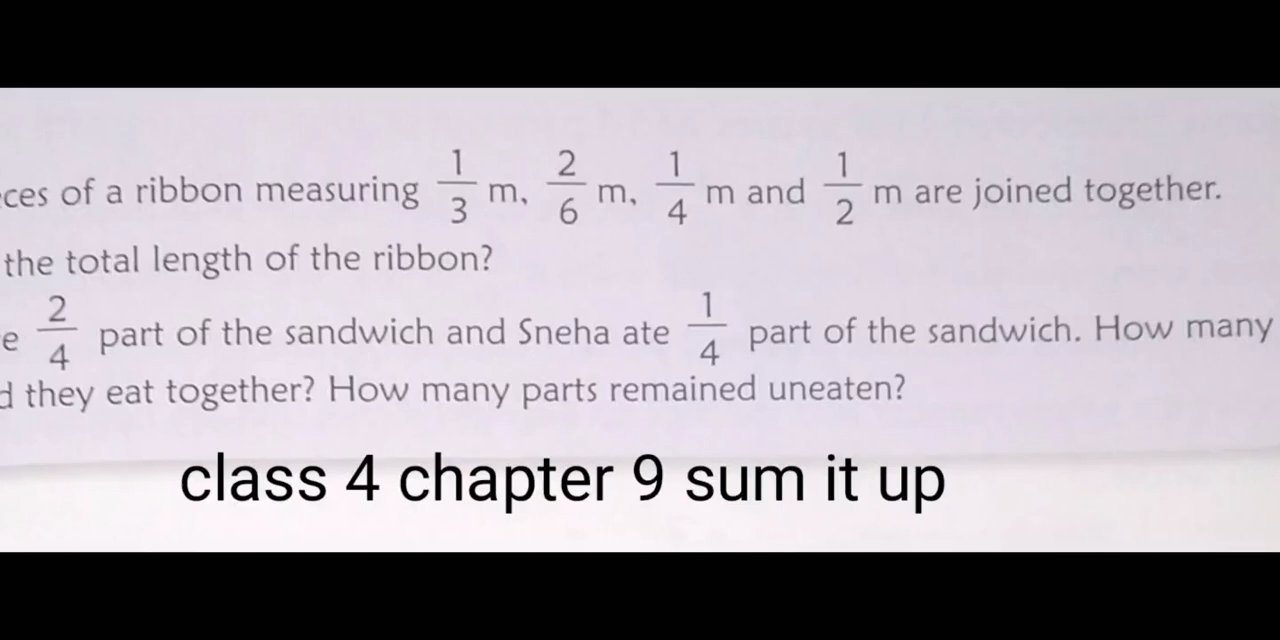 of a ribbon measuring 1/3 m, 2/6 m, 1/4 m and 1/2 m are joined together.
the total length of the ribbon?
2/4 part of the sandwich and Sneha ate 1/4 part of the sandwich. How many
they eat together? How many parts remained uneaten?
class 4 chapter 9 sum it up